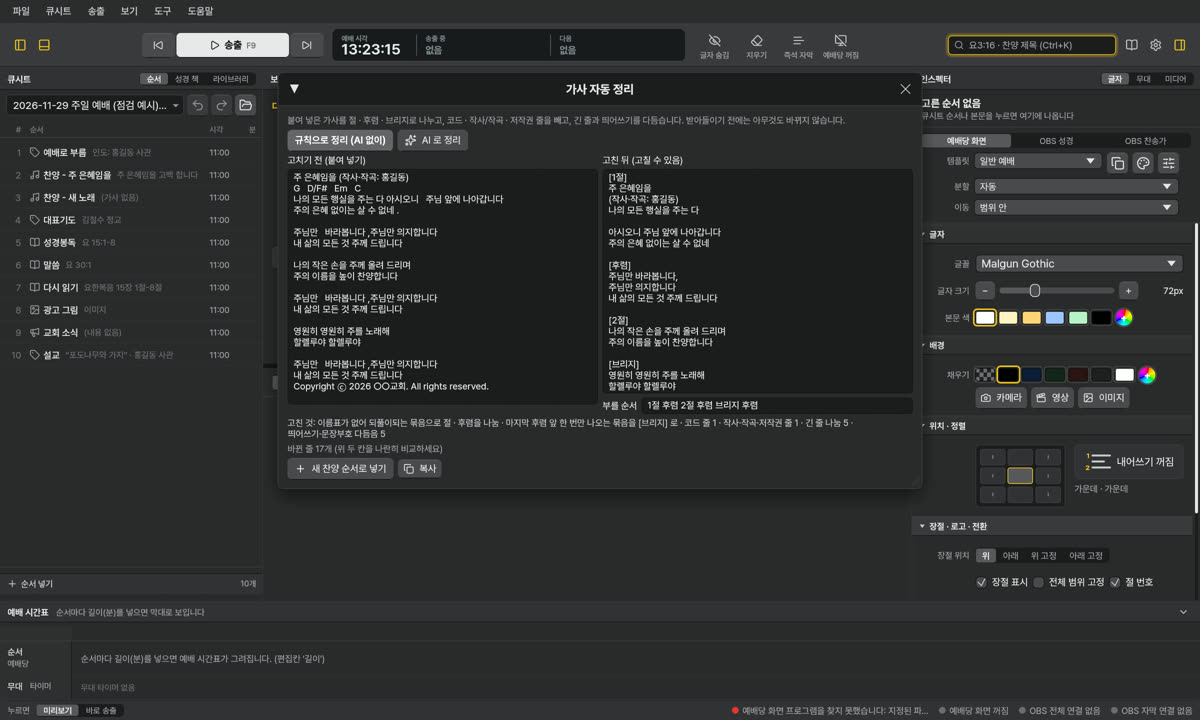 파일 큐시트 송출 보기 도구 도움말
송출 F9
예배 시각
13:23:15
송출 중
없음
다음
없음
글자 숨김 지우기 즉석 자막 예배당 꺼짐
요3:16 · 찬양 제목 (Ctrl+K)
큐시트 순서 성경 책 라이브러리
2026-11-29 주일 예배 (점검 예시)...
# 순서 시각 분
1 예배로 부름 인도: 홍길동 사관 11:00
2 찬양 - 주 은혜임을 주 은혜임을 고백 합니다 11:00
3 찬양 - 새 노래 (가사 없음) 11:00
4 대표기도 김철수 정교 11:00
5 성경봉독 요 15:1-8 11:00
6 말씀 요 30:1 11:00
7 다시 읽기 요한복음 15장 1절-8절 11:00
8 광고 그림 이미지 11:00
9 교회 소식 (내용 없음) 11:00
10 설교 "포도나무와 가지" · 홍길동 사관 11:00
순서 넣기 10개
가사 자동 정리
붙여 넣은 가사를 절 · 후렴 · 브리지로 나누고, 코드 · 작사/작곡 · 저작권 줄을 빼고, 긴 줄과 띄어쓰기를 다듬습니다. 받아들이기 전에는 아무것도 바뀌지 않습니다.
규칙으로 정리 (AI 없이) AI 로 정리
고치기 전 (붙여 넣기)
주 은혜임을 (작사·작곡: 홍길동)
G D/F# Em C
나의 모든 행실을 주는 다 아시오니 주님 앞에 나아갑니다
주의 은혜 없이는 살 수 없네 .
주님만 바라봅니다 ,주님만 의지합니다
내 삶의 모든 것 주께 드립니다
나의 작은 손을 주께 올려 드리며
주의 이름을 높이 찬양합니다
주님만 바라봅니다 ,주님만 의지합니다
내 삶의 모든 것 주께 드립니다
영원히 영원히 주를 노래해
할렐루야 할렐루야
주님만 바라봅니다 ,주님만 의지합니다
내 삶의 모든 것 주께 드립니다
Copyright ⓒ 2026 〇〇교회. All rights reserved.
고친 뒤 (고칠 수 있음)
[1절]
주 은혜임을
(작사·작곡: 홍길동)
나의 모든 행실을 주는 다
아시오니 주님 앞에 나아갑니다
주의 은혜 없이는 살 수 없네
[후렴]
주님만 바라봅니다,
주님만 의지합니다
내 삶의 모든 것 주께 드립니다
[2절]
나의 작은 손을 주께 올려 드리며
주의 이름을 높이 찬양합니다
[브리지]
영원히 영원히 주를 노래해
할렐루야 할렐루야
부를 순서 1절 후렴 2절 후렴 브리지 후렴
고친 것: 이름표가 없어 되풀이되는 묶음으로 절 · 후렴을 나눔 · 마지막 후렴 앞 한 번만 나오는 묶음을 [브리지] 로 · 코드 줄 1 · 작사·작곡·저작권 줄 1 · 긴 줄 나눔 5 ·
띄어쓰기·문장부호 다듬음 5
바뀐 줄 17개 (위 두 칸을 나란히 비교하세요)
새 찬양 순서로 넣기 복사
인스펙터 글자 무대 미디어
고른 순서 없음
큐시트 순서나 본문을 누르면 여기에 나옵니다
예배당 화면 OBS 성경 OBS 찬송가
템플릿 일반 예배
분할 자동
이동 범위 안
글자
글꼴 Malgun Gothic
글자 크기 72px
본문 색
배경
채우기
카메라 영상 이미지
위치 · 정렬
내어쓰기 꺼짐
가운데 · 가운데
장절 · 로고 · 전환
장절 위치 위 아래 위 고정 아래 고정
장절 표시 전체 범위 고정 절 번호
예배 시간표 순서마다 길이(분)를 넣으면 막대로 보입니다
순서
예배당
순서마다 길이(분)를 넣으면 예배 시간표가 그려집니다. (편집칸 '길이')
무대 타이머 무대 타이머 없음
누르면 미리보기 바로 송출
예배당 화면 프로그램을 찾지 못했습니다: 지정된 파... 예배당 화면 꺼짐 OBS 전체 연결 없음 OBS 자막 연결 없음